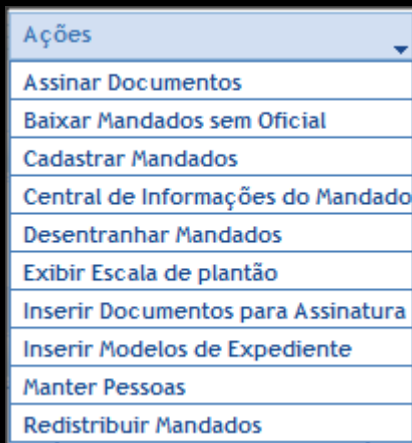 Ações
Assinar Documentos
Baixar Mandados sem Oficial
Cadastrar Mandados
Central de Informações do Mandado
Desentranhar Mandados
Exibir Escala de plantão
Inserir Documentos para Assinatura
Inserir Modelos de Expediente
Manter Pessoas
Redistribuir Mandados